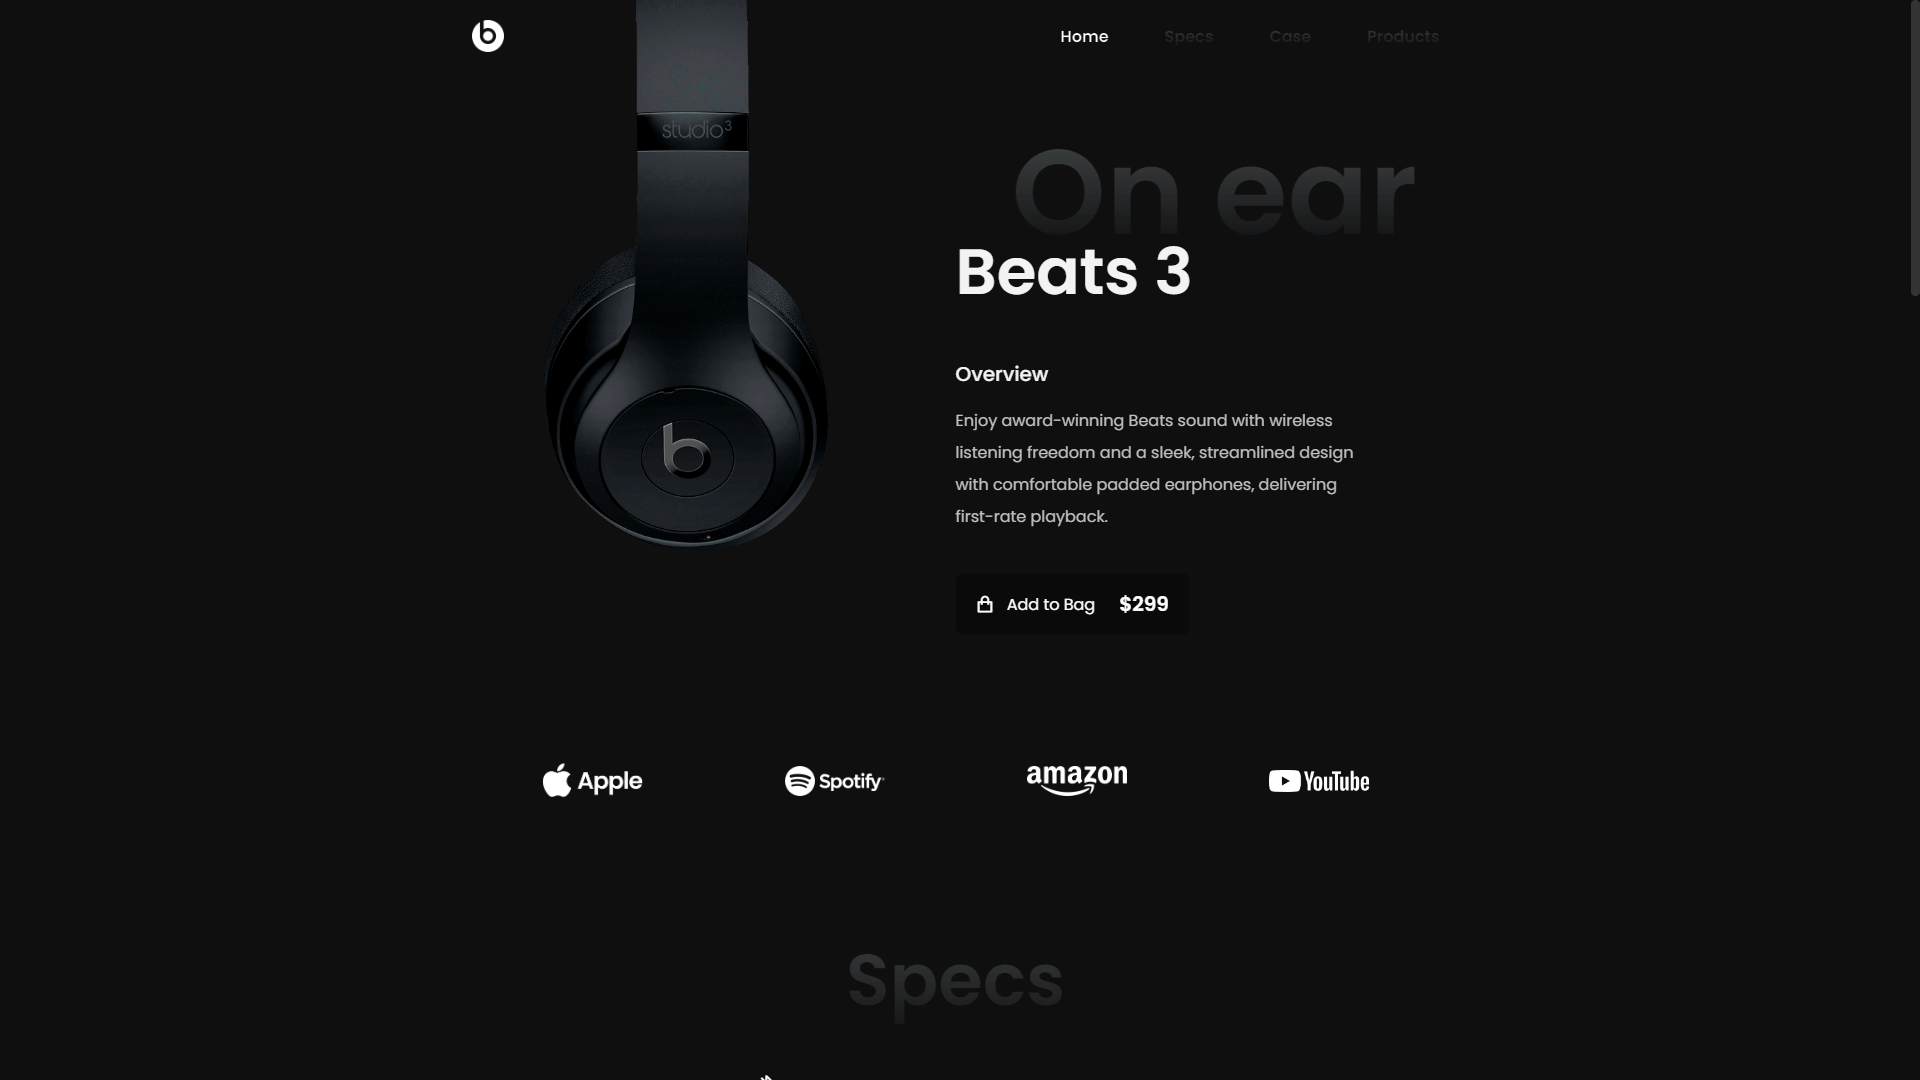 Home Specs Case Products
studio3
On ear
Beats 3
Overview
Enjoy award-winning Beats sound with wireless
listening freedom and a sleek, streamlined design
with comfortable padded earphones, delivering
first-rate playback.
Add to Bag $299
Apple Spotify amazon YouTube
Specs